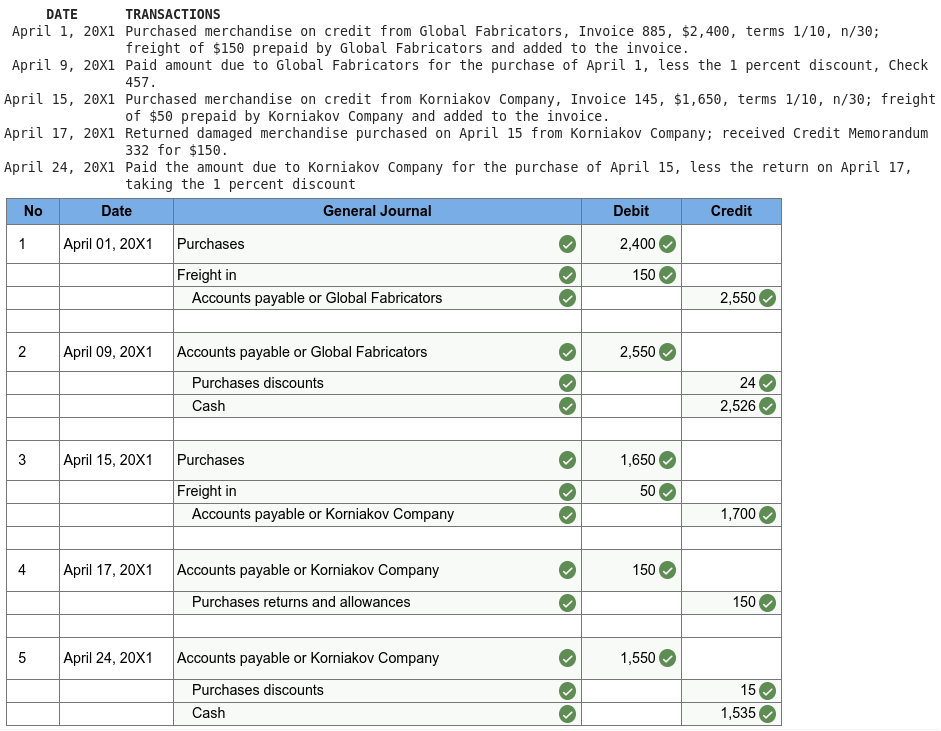 DATE TRANSACTIONS
April 1, 20X1 Purchased merchandise on credit from Global Fabricators, Invoice 885, $2,400, terms 1/10, n/30;
freight of $150 prepaid by Global Fabricators and added to the invoice.
April 9, 20X1 Paid amount due to Global Fabricators for the purchase of April 1, less the 1 percent discount, Check
457.
April 15, 20X1 Purchased merchandise on credit from Korniakov Company, Invoice 145, $1,650, terms 1/10, n/30; freight
of $50 prepaid by Korniakov Company and added to the invoice.
April 17, 20X1 Returned damaged merchandise purchased on April 15 from Korniakov Company; received Credit Memorandum
332 for $150.
April 24, 20X1 Paid the amount due to Korniakov Company for the purchase of April 15, less the return on April 17,
taking the 1 percent discount
No Date General Journal Debit Credit
1 April 01, 20X1 Purchases 2,400
Freight in 150
Accounts payable or Global Fabricators 2,550
2 April 09, 20X1 Accounts payable or Global Fabricators 2,550
Purchases discounts 24
Cash 2,526
3 April 15, 20X1 Purchases 1,650
Freight in 50
Accounts payable or Korniakov Company 1,700
4 April 17, 20X1 Accounts payable or Korniakov Company 150
Purchases returns and allowances 150
5 April 24, 20X1 Accounts payable or Korniakov Company 1,550
Purchases discounts 15
Cash 1,535